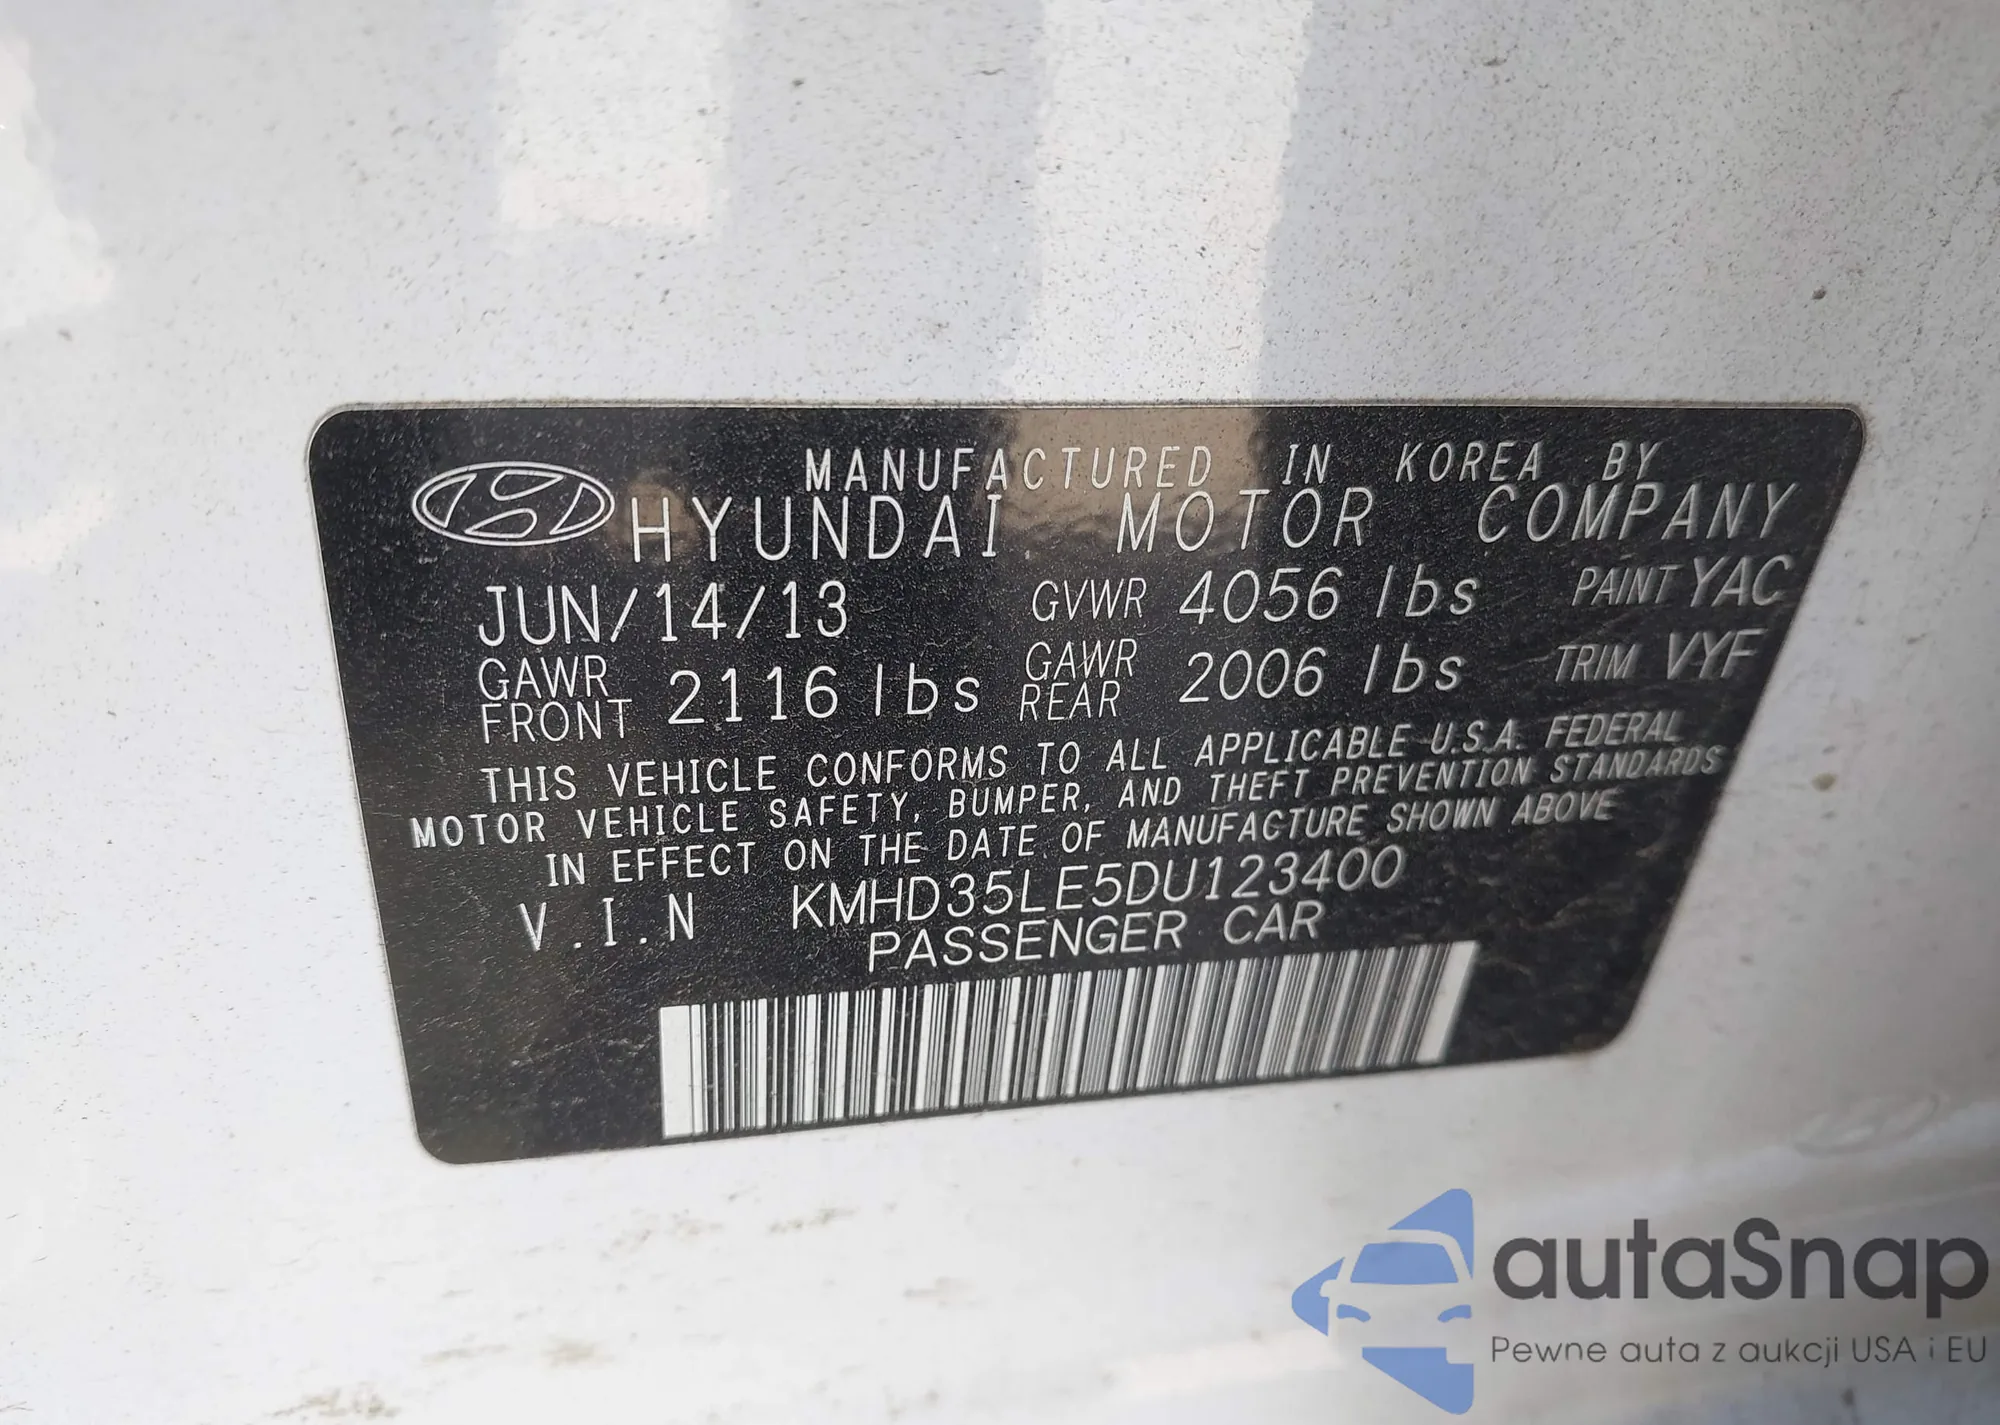 MANUFACTURED IN KOREA BY
HYUNDAI MOTOR COMPANY
JUN/14/13 GVWR 4056 lbs PAINT YAC
GAWR FRONT 2116 lbs GAWR REAR 2006 lbs TRIM VYF
THIS VEHICLE CONFORMS TO ALL APPLICABLE U.S.A. FEDERAL
MOTOR VEHICLE SAFETY, BUMPER, AND THEFT PREVENTION STANDARDS
IN EFFECT ON THE DATE OF MANUFACTURE SHOWN ABOVE
V.I.N KMHD35LE5DU123400
PASSENGER CAR
autaSnap
Pewne auta z aukcji USA i EU